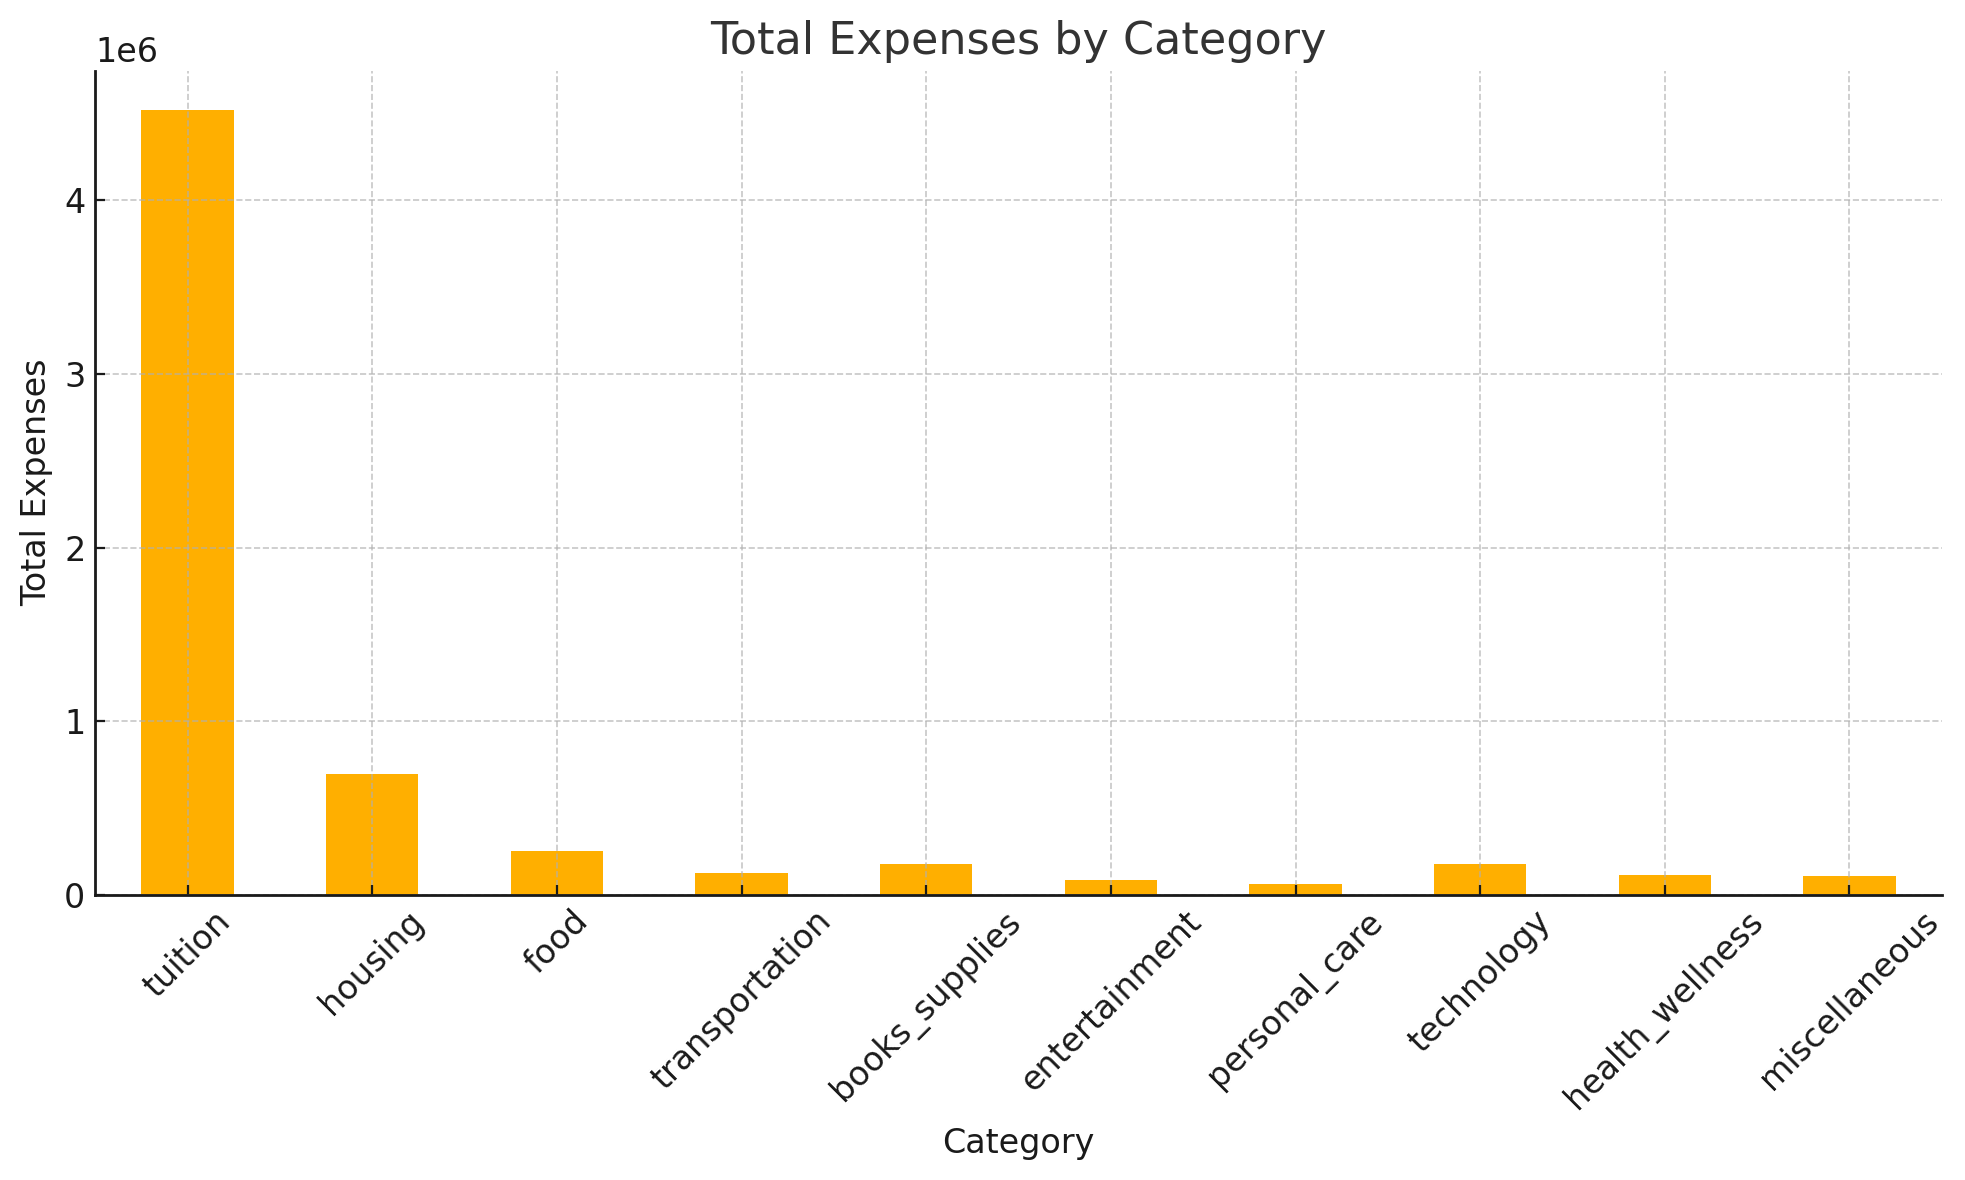 Total Expenses by Category
1e6
4
3
2
1
0
Total Expenses
tuition
housing
food
transportation
books_supplies
entertainment
personal_care
technology
health_wellness
miscellaneous
Category